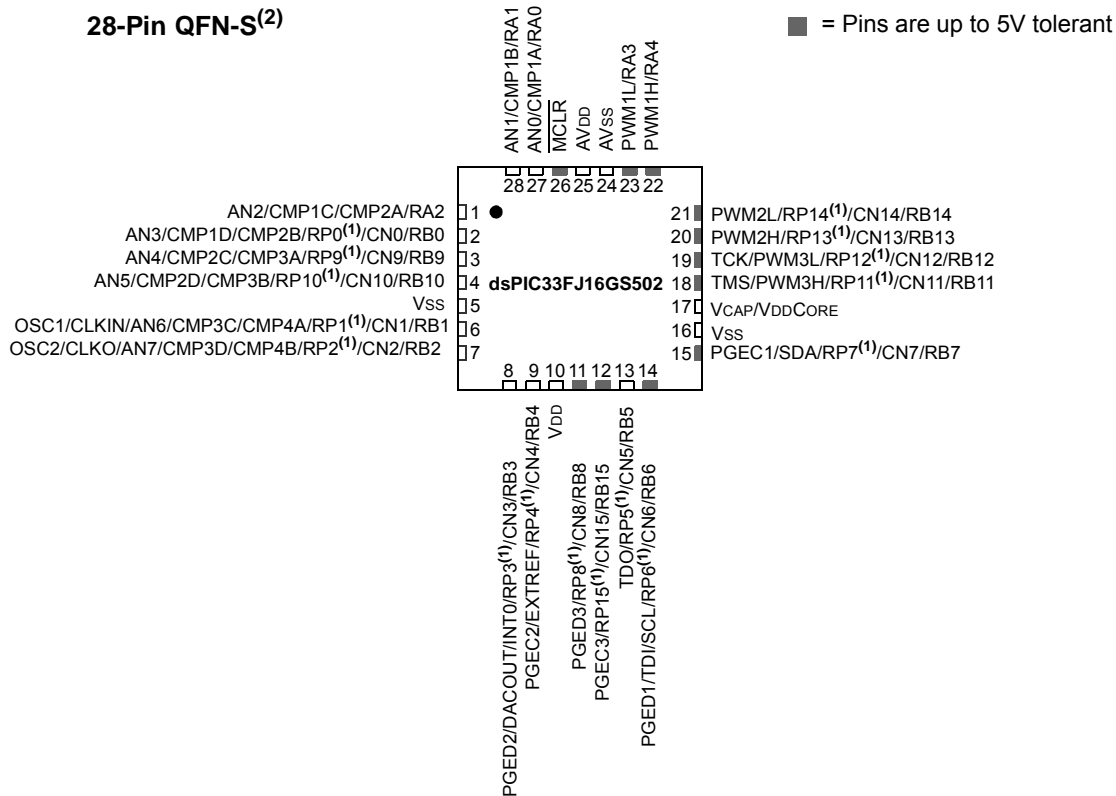 28-Pin QFN-S(2)
= Pins are up to 5V tolerant
AN1/CMP1B/RA1
AN0/CMP1A/RA0
MCLR
AVDD
AVSS
PWM1L/RA3
PWM1H/RA4
28 27 26 25 24 23 22
AN2/CMP1C/CMP2A/RA2 1
AN3/CMP1D/CMP2B/RP0(1)/CN0/RB0 2
AN4/CMP2C/CMP3A/RP9(1)/CN9/RB9 3
AN5/CMP2D/CMP3B/RP10(1)/CN10/RB10 4
VSS 5
OSC1/CLKIN/AN6/CMP3C/CMP4A/RP1(1)/CN1/RB1 6
OSC2/CLKO/AN7/CMP3D/CMP4B/RP2(1)/CN2/RB2 7
dsPIC33FJ16GS502
21 PWM2L/RP14(1)/CN14/RB14
20 PWM2H/RP13(1)/CN13/RB13
19 TCK/PWM3L/RP12(1)/CN12/RB12
18 TMS/PWM3H/RP11(1)/CN11/RB11
17 VCAP/VDDCORE
16 VSS
15 PGEC1/SDA/RP7(1)/CN7/RB7
8 9 10 11 12 13 14
PGED2/DACOUT/INT0/RP3(1)/CN3/RB3
PGEC2/EXTREF/RP4(1)/CN4/RB4
VDD
PGED3/RP8(1)/CN8/RB8
PGEC3/RP15(1)/CN15/RB15
TDO/RP5(1)/CN5/RB5
PGED1/TDI/SCL/RP6(1)/CN6/RB6